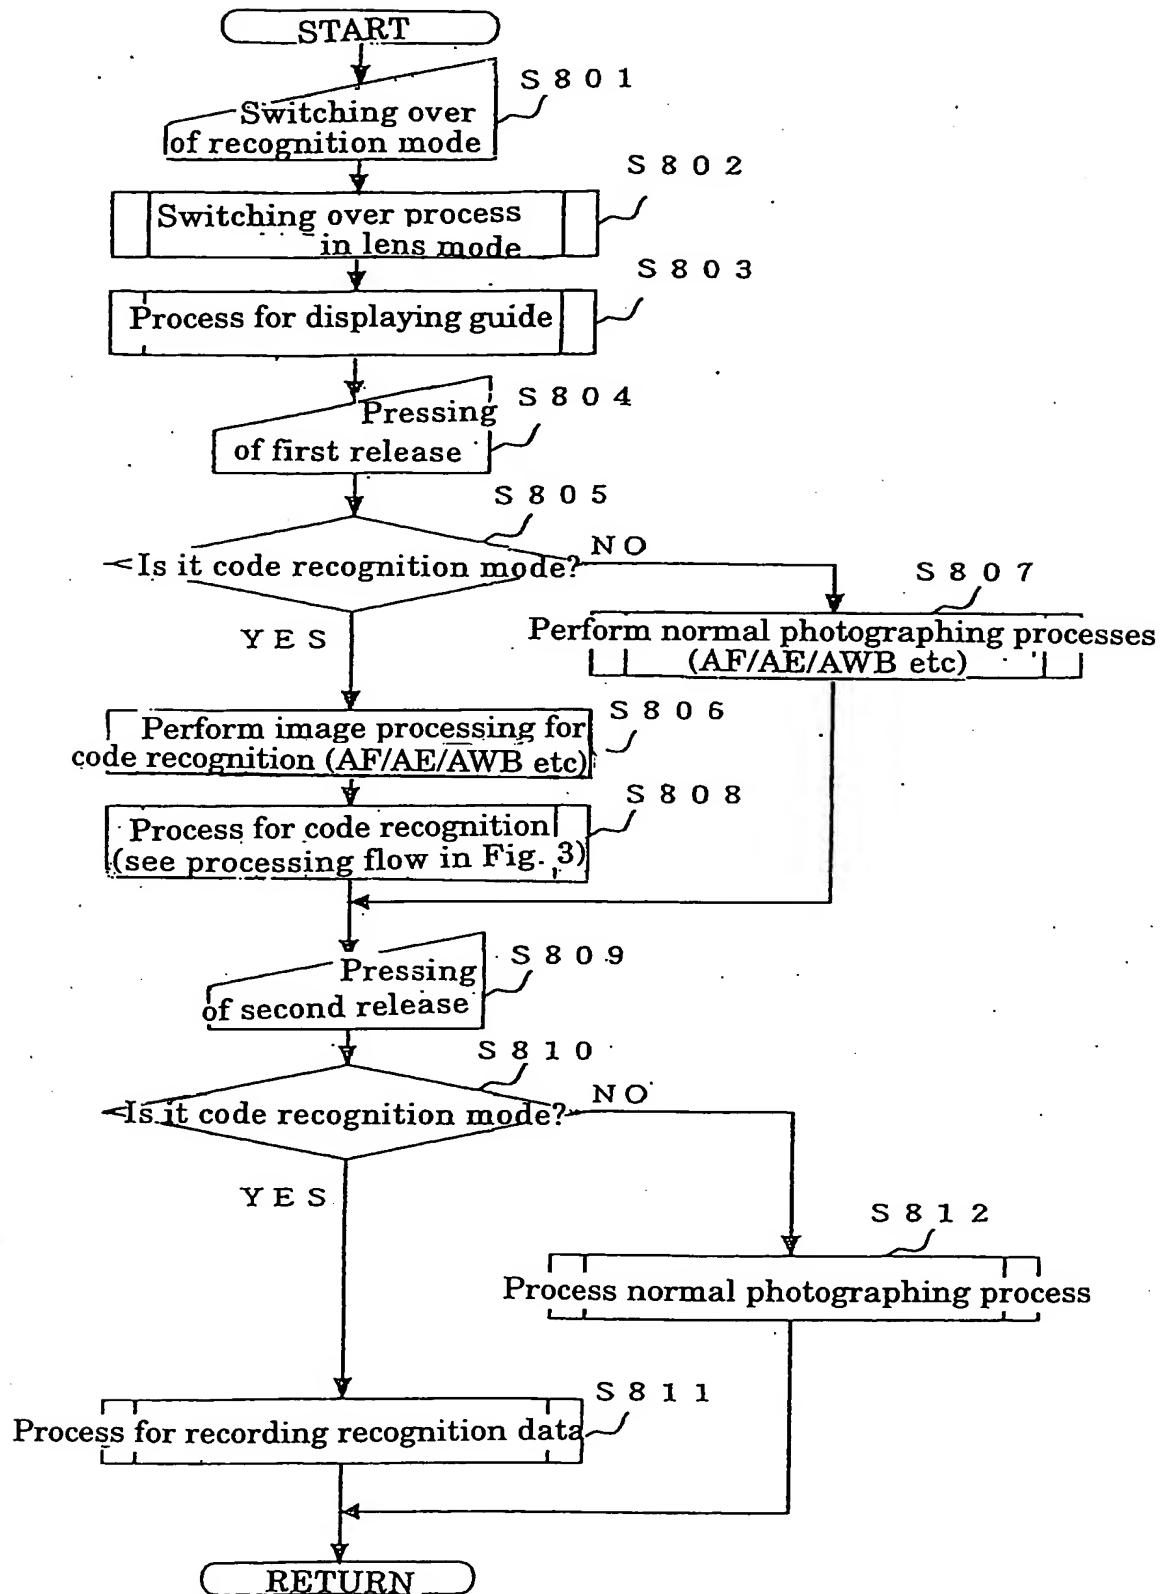 START
S801
Switching over
of recognition mode
S802
Switching over process
in lens mode
S803
Process for displaying guide
S804
Pressing
of first release
S805
Is it code recognition mode?
NO
YES
S807
Perform normal photographing processes
(AF/AE/AWB etc)
S806
Perform image processing for
code recognition (AF/AE/AWB etc)
S808
Process for code recognition
(see processing flow in Fig. 3)
S809
Pressing
of second release
S810
Is it code recognition mode?
NO
YES
S812
Process normal photographing process
S811
Process for recording recognition data
RETURN